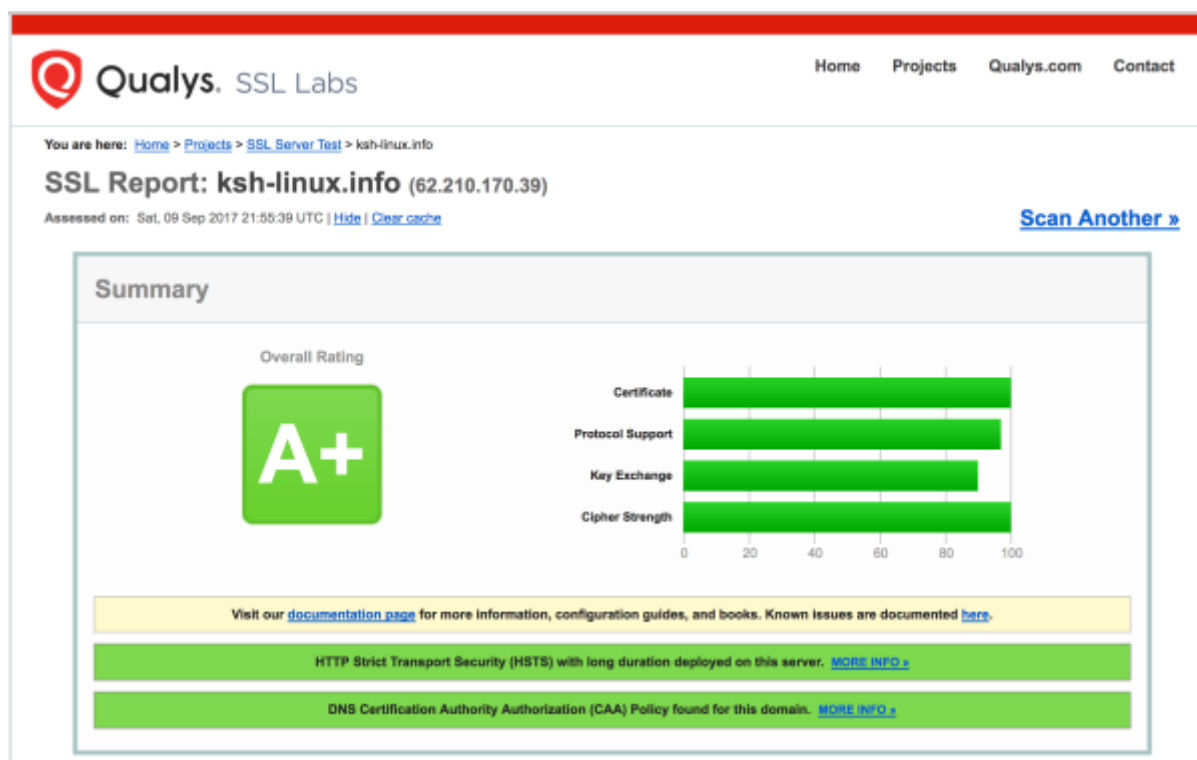 Qualys. SSL Labs
Home Projects Qualys.com Contact
You are here: Home > Projects > SSL Server Test > ksh-linux.info
SSL Report: ksh-linux.info (62.210.170.39)
Assessed on: Sat, 09 Sep 2017 21:55:39 UTC | Hide | Clear cache
Scan Another »
Summary
Overall Rating
A+
Certificate
Protocol Support
Key Exchange
Cipher Strength
0 20 40 60 80 100
Visit our documentation page for more information, configuration guides, and books. Known issues are documented here.
HTTP Strict Transport Security (HSTS) with long duration deployed on this server. MORE INFO »
DNS Certification Authority Authorization (CAA) Policy found for this domain. MORE INFO »